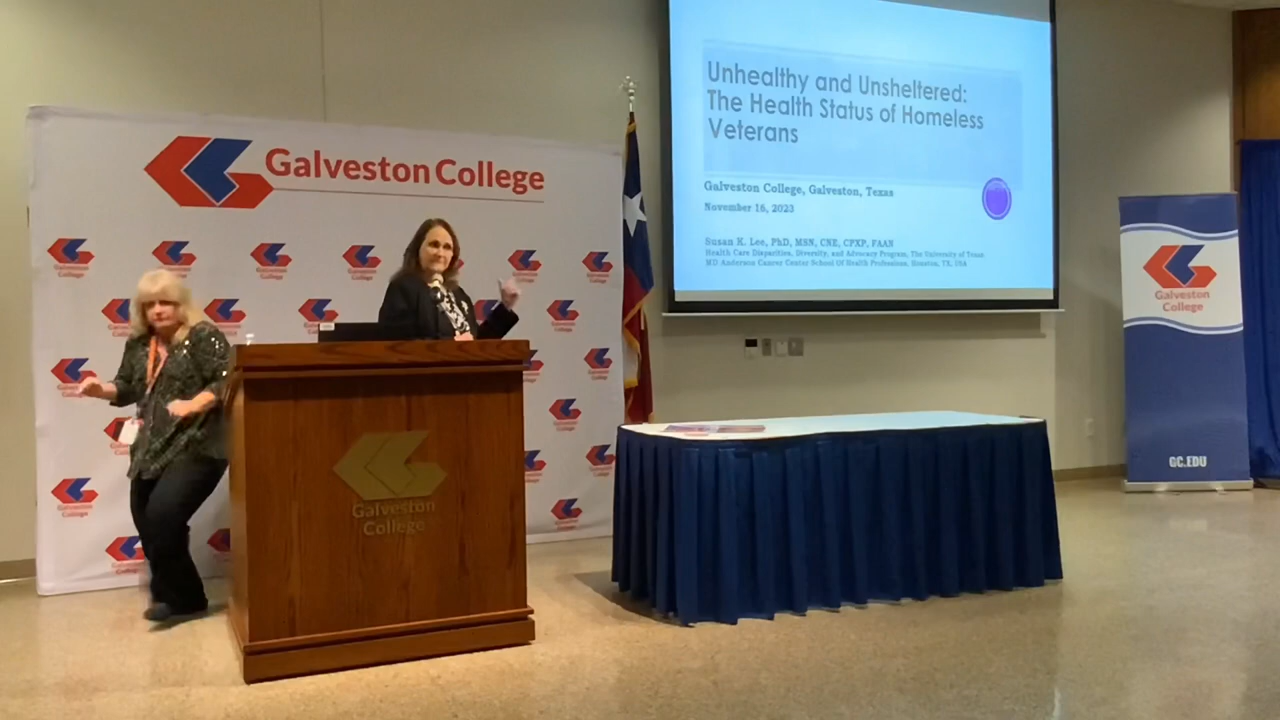 Galveston College
Unhealthy and Unsheltered:
The Health Status of Homeless
Veterans
Galveston College, Galveston, Texas
November 16, 2023
Susan K. Lee, PhD, MSN, CNE, CPXP, FAAN
Health Care Disparities, Diversity, and Advocacy Program, The University of Texas
MD Anderson Cancer Center School Of Health Professions, Houston, TX, USA
Galveston
College
Galveston
College
GC.EDU